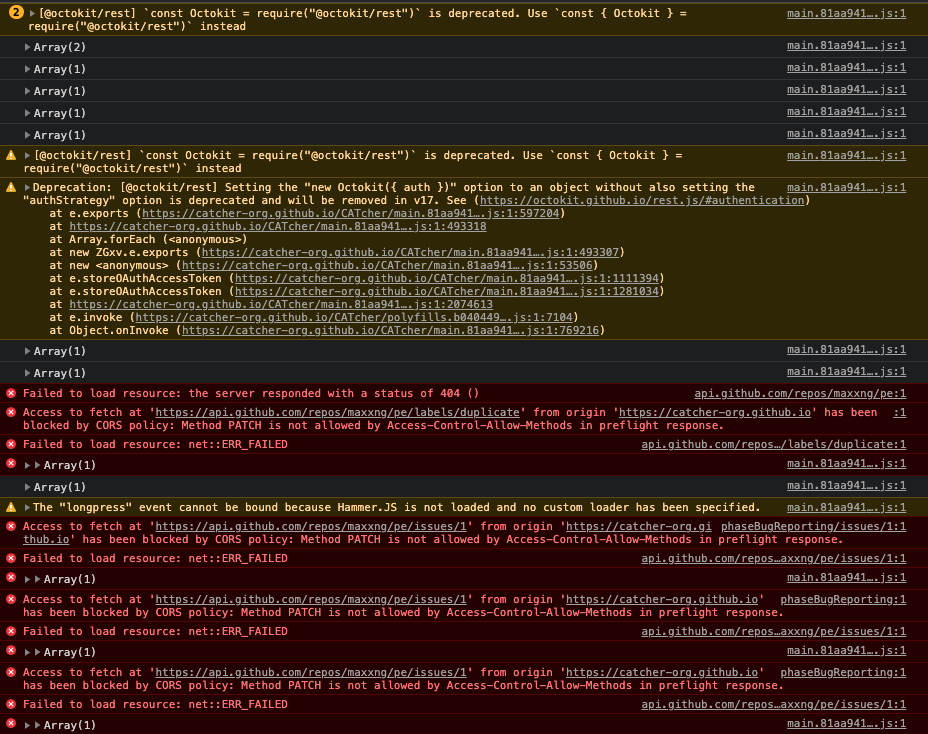 2 [@octokit/rest] `const Octokit = require("@octokit/rest")` is deprecated. Use `const { Octokit } = main.81aa941….js:1
require("@octokit/rest")` instead
Array(2) main.81aa941….js:1
Array(1) main.81aa941….js:1
Array(1) main.81aa941….js:1
Array(1) main.81aa941….js:1
Array(1) main.81aa941….js:1
[@octokit/rest] `const Octokit = require("@octokit/rest")` is deprecated. Use `const { Octokit } = main.81aa941….js:1
require("@octokit/rest")` instead
Deprecation: [@octokit/rest] Setting the "new Octokit({ auth })" option to an object without also setting the main.81aa941….js:1
"authStrategy" option is deprecated and will be removed in v17. See (https://octokit.github.io/rest.js/#authentication)
at e.exports (https://catcher-org.github.io/CATcher/main.81aa941….js:1:597204)
at https://catcher-org.github.io/CATcher/main.81aa941….js:1:493318
at Array.forEach (<anonymous>)
at new ZGxv.e.exports (https://catcher-org.github.io/CATcher/main.81aa941….js:1:493307)
at new <anonymous> (https://catcher-org.github.io/CATcher/main.81aa941….js:1:53506)
at e.storeOAuthAccessToken (https://catcher-org.github.io/CATcher/main.81aa941….js:1:1111394)
at e.storeOAuthAccessToken (https://catcher-org.github.io/CATcher/main.81aa941….js:1:1281034)
at https://catcher-org.github.io/CATcher/main.81aa941….js:1:2074613
at e.invoke (https://catcher-org.github.io/CATcher/polyfills.b040449….js:1:7104)
at Object.onInvoke (https://catcher-org.github.io/CATcher/main.81aa941….js:1:769216)
Array(1) main.81aa941….js:1
Array(1) main.81aa941….js:1
Failed to load resource: the server responded with a status of 404 () api.github.com/repos/maxxng/pe:1
Access to fetch at 'https://api.github.com/repos/maxxng/pe/labels/duplicate' from origin 'https://catcher-org.github.io' has been :1
blocked by CORS policy: Method PATCH is not allowed by Access-Control-Allow-Methods in preflight response.
Failed to load resource: net::ERR_FAILED api.github.com/repos…/labels/duplicate:1
Array(1) main.81aa941….js:1
Array(1) main.81aa941….js:1
The "longpress" event cannot be bound because Hammer.JS is not loaded and no custom loader has been specified. main.81aa941….js:1
Access to fetch at 'https://api.github.com/repos/maxxng/pe/issues/1' from origin 'https://catcher-org.gi phaseBugReporting/issues/1:1
thub.io' has been blocked by CORS policy: Method PATCH is not allowed by Access-Control-Allow-Methods in preflight response.
Failed to load resource: net::ERR_FAILED api.github.com/repos…axxng/pe/issues/1:1
Array(1) main.81aa941….js:1
Access to fetch at 'https://api.github.com/repos/maxxng/pe/issues/1' from origin 'https://catcher-org.github.io' phaseBugReporting:1
has been blocked by CORS policy: Method PATCH is not allowed by Access-Control-Allow-Methods in preflight response.
Failed to load resource: net::ERR_FAILED api.github.com/repos…axxng/pe/issues/1:1
Array(1) main.81aa941….js:1
Access to fetch at 'https://api.github.com/repos/maxxng/pe/issues/1' from origin 'https://catcher-org.github.io' phaseBugReporting:1
has been blocked by CORS policy: Method PATCH is not allowed by Access-Control-Allow-Methods in preflight response.
Failed to load resource: net::ERR_FAILED api.github.com/repos…axxng/pe/issues/1:1
Array(1) main.81aa941….js:1